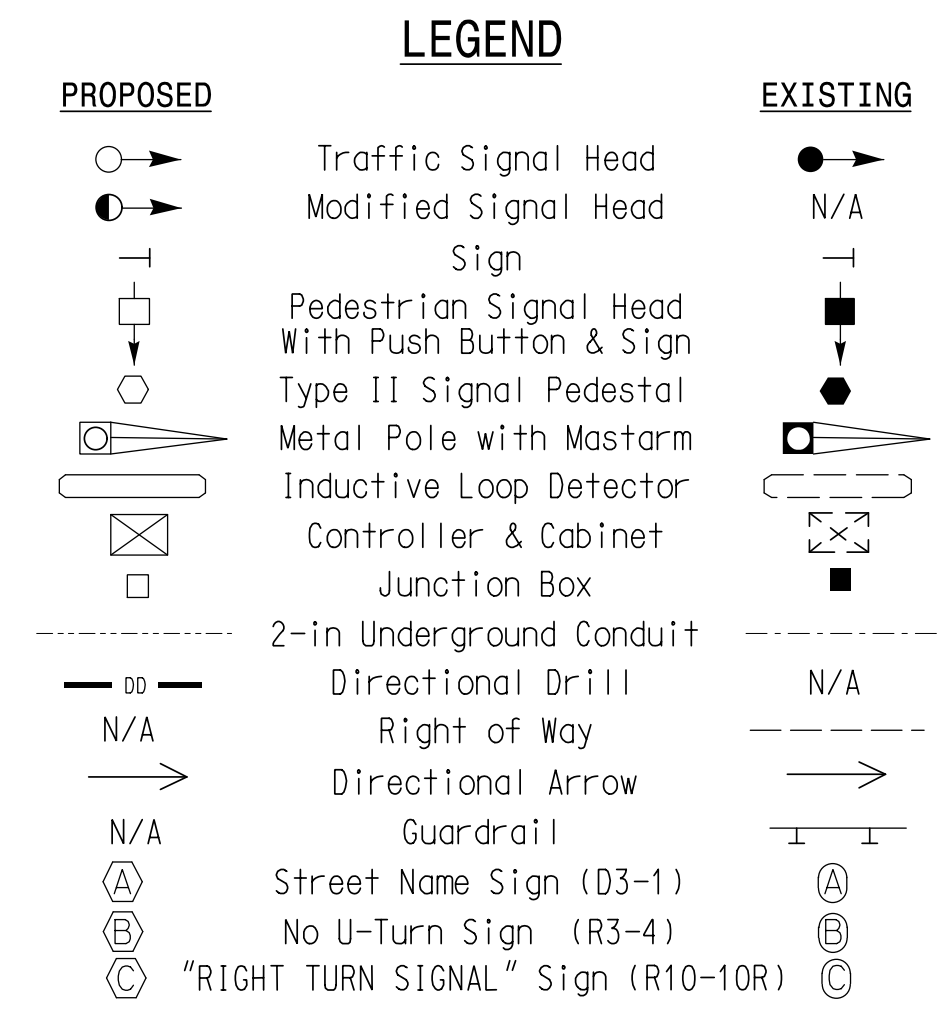 LEGEND
PROPOSED EXISTING
Traffic Signal Head
Modified Signal Head N/A
Sign
Pedestrian Signal Head
With Push Button & Sign
Type II Signal Pedestal
Metal Pole with Mastarm
Inductive Loop Detector
Controller & Cabinet
Junction Box
2-in Underground Conduit
DD Directional Drill N/A
N/A Right of Way
Directional Arrow
N/A Guardrail
A Street Name Sign (D3-1) A
B No U-Turn Sign (R3-4) B
C "RIGHT TURN SIGNAL" Sign (R10-10R) C